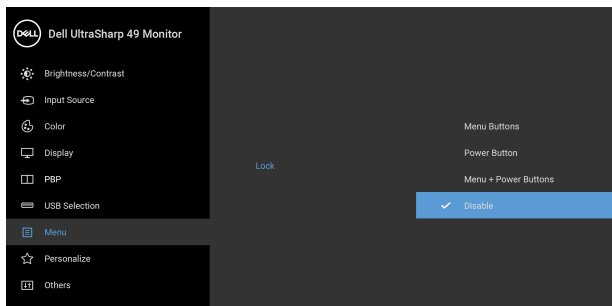 DELL Dell UltraSharp 49 Monitor
Brightness/Contrast
Input Source
Color
Display
PBP
USB Selection
Menu
Personalize
Others
Lock
Menu Buttons
Power Button
Menu + Power Buttons
Disable